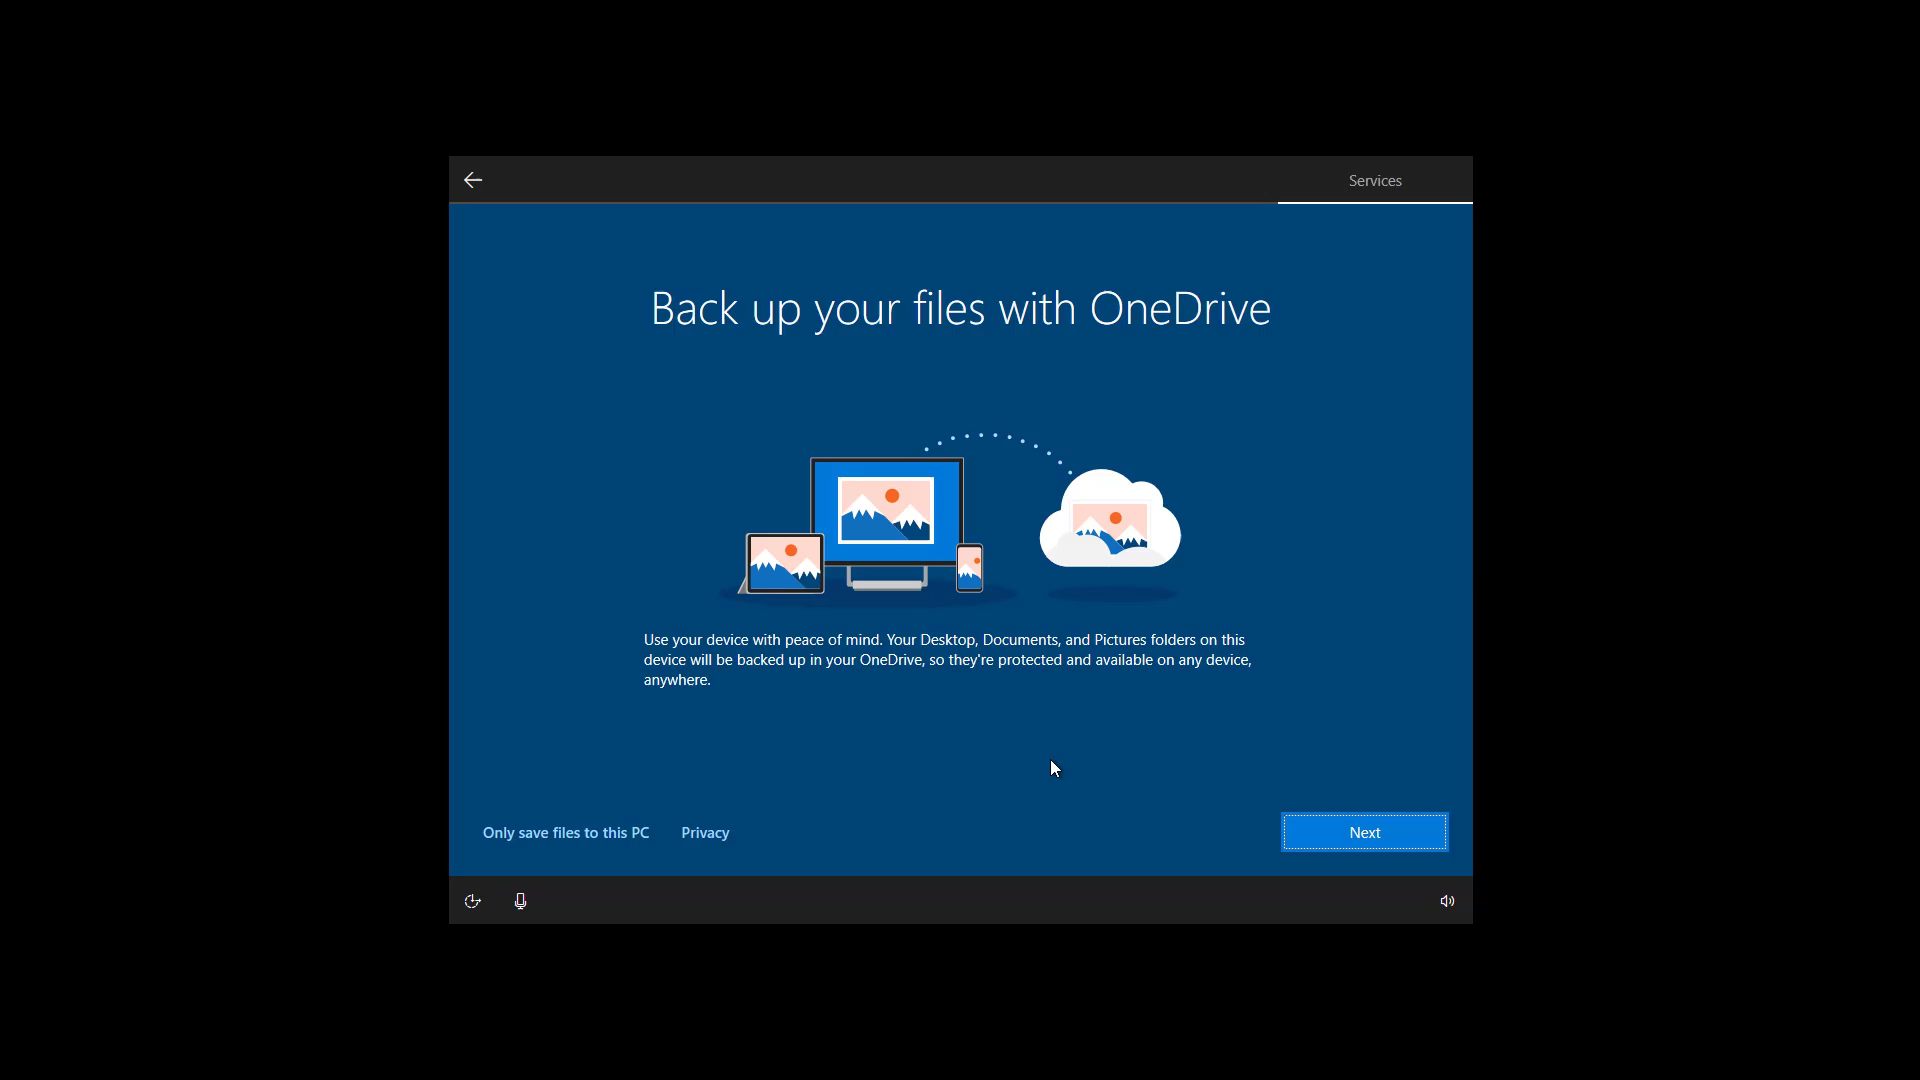 Services
Back up your files with OneDrive
Use your device with peace of mind. Your Desktop, Documents, and Pictures folders on this
device will be backed up in your OneDrive, so they're protected and available on any device,
anywhere.
Only save files to this PC
Privacy
Next